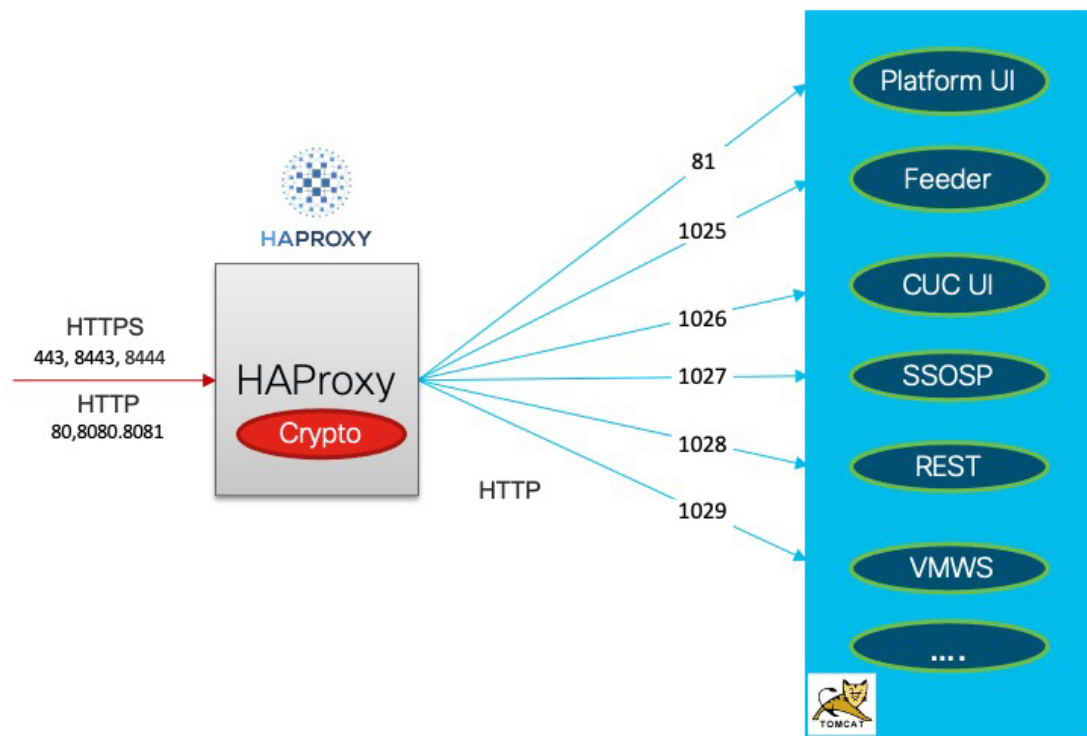 HAPROXY
HTTPS
443, 8443, 8444
HTTP
80,8080.8081
HAProxy
Crypto
HTTP
81
1025
1026
1027
1028
1029
Platform UI
Feeder
CUC UI
SSOSP
REST
VMWS
....
TOMCAT